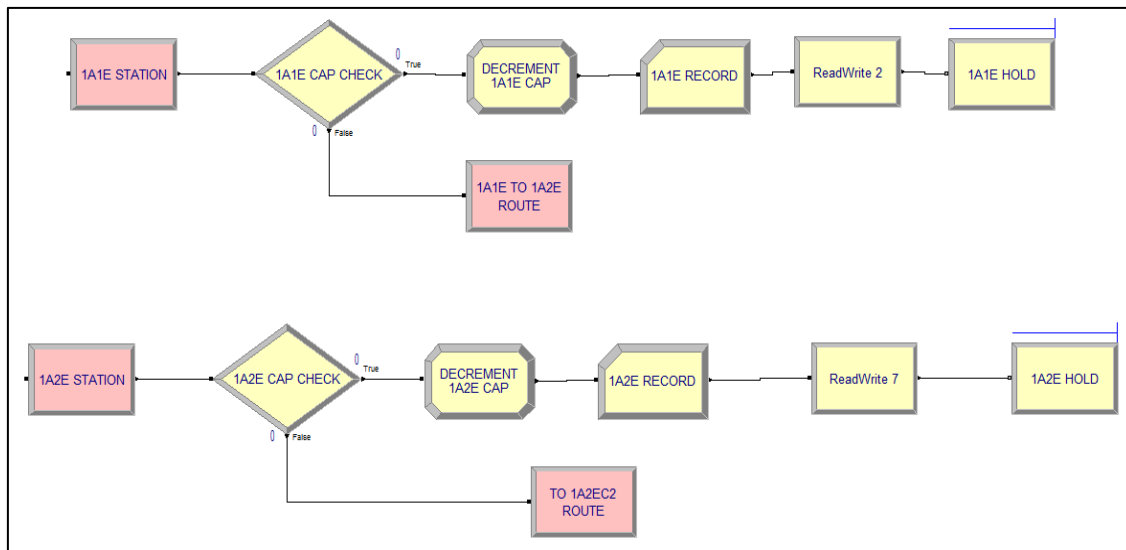 0
1A1E STATION
1A1E CAP CHECK
True
DECREMENT
1A1E CAP
1A1E RECORD
ReadWrite 2
1A1E HOLD
0
False
1A1E TO 1A2E
ROUTE
0
1A2E STATION
1A2E CAP CHECK
True
DECREMENT
1A2E CAP
1A2E RECORD
ReadWrite 7
1A2E HOLD
0
False
TO 1A2EC2
ROUTE